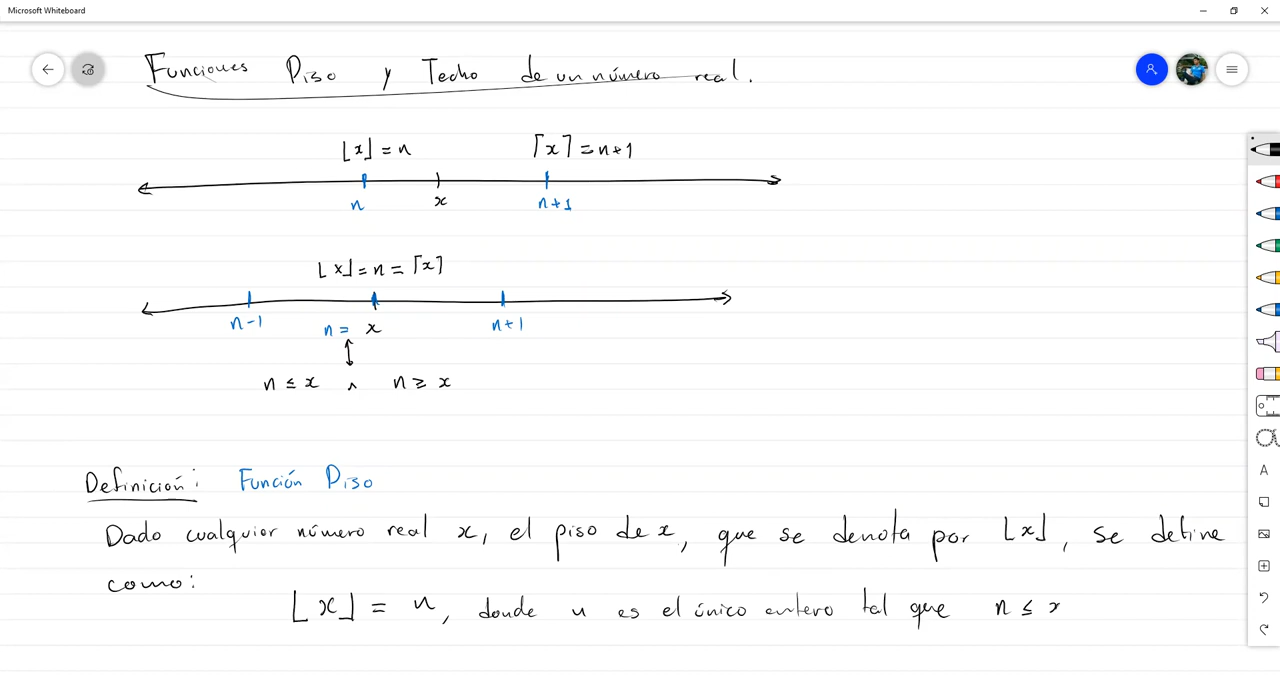 Microsoft Whiteboard
Funciones Piso y Techo de un número real.
⌊x⌋ = n ⌈x⌉ = n+1
n x n+1
⌊x⌋ = n = ⌈x⌉
n-1 n = x n+1
n ≤ x ∧ n ≥ x
Definición: Función Piso
Dado cualquier número real x, el piso de x, que se denota por ⌊x⌋, se define
como:
⌊x⌋ = n, donde n es el único entero tal que n ≤ x